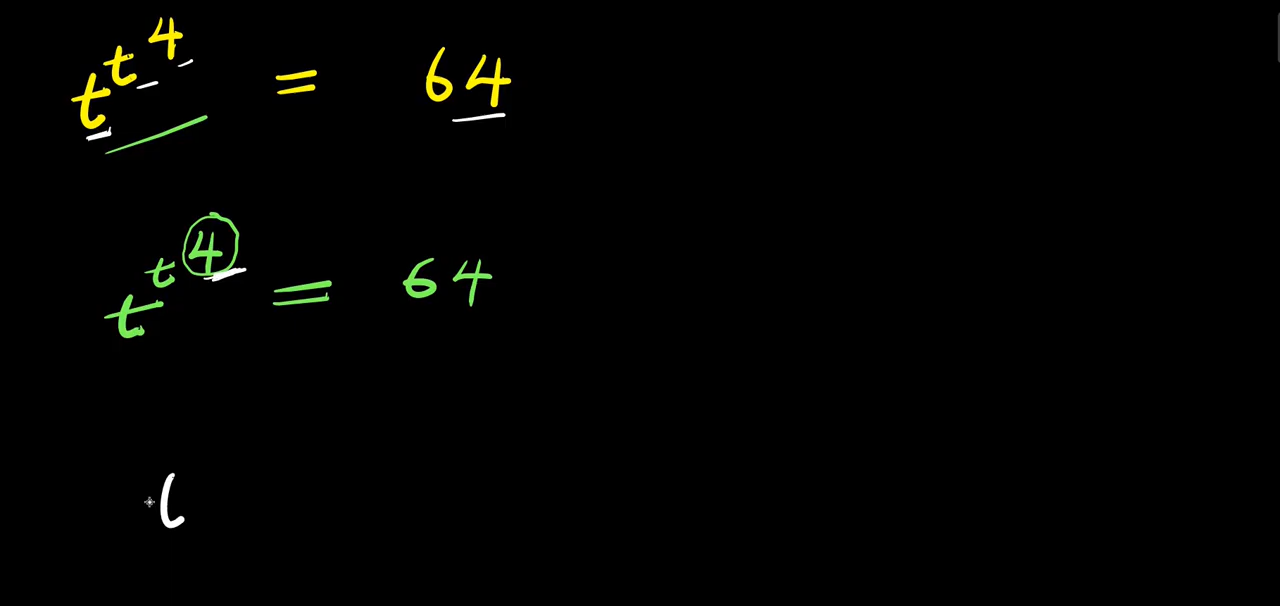 t^t^4 = 64
t^t^4 = 64
(